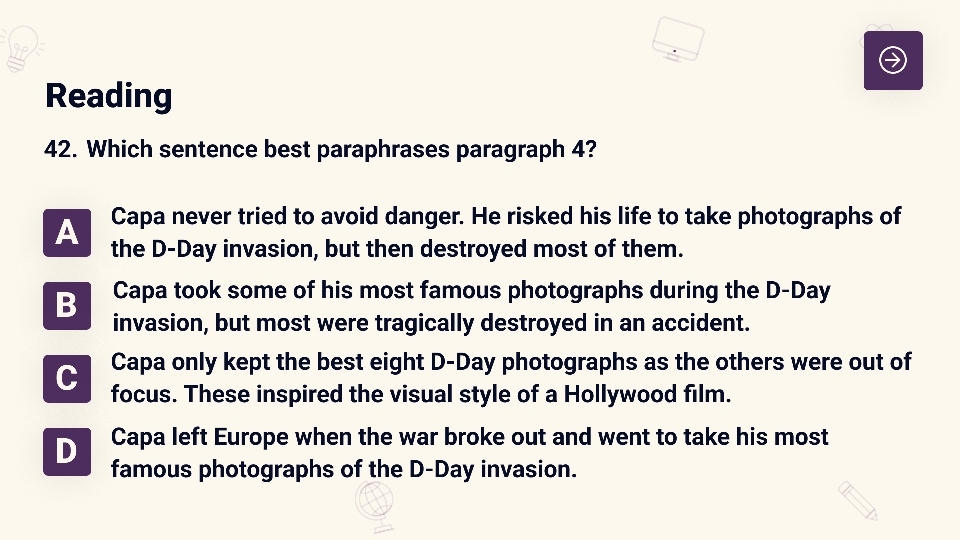 Reading
42. Which sentence best paraphrases paragraph 4?
A
Capa never tried to avoid danger. He risked his life to take photographs of
the D-Day invasion, but then destroyed most of them.
B
Capa took some of his most famous photographs during the D-Day
invasion, but most were tragically destroyed in an accident.
C
Capa only kept the best eight D-Day photographs as the others were out of
focus. These inspired the visual style of a Hollywood film.
D
Capa left Europe when the war broke out and went to take his most
famous photographs of the D-Day invasion.